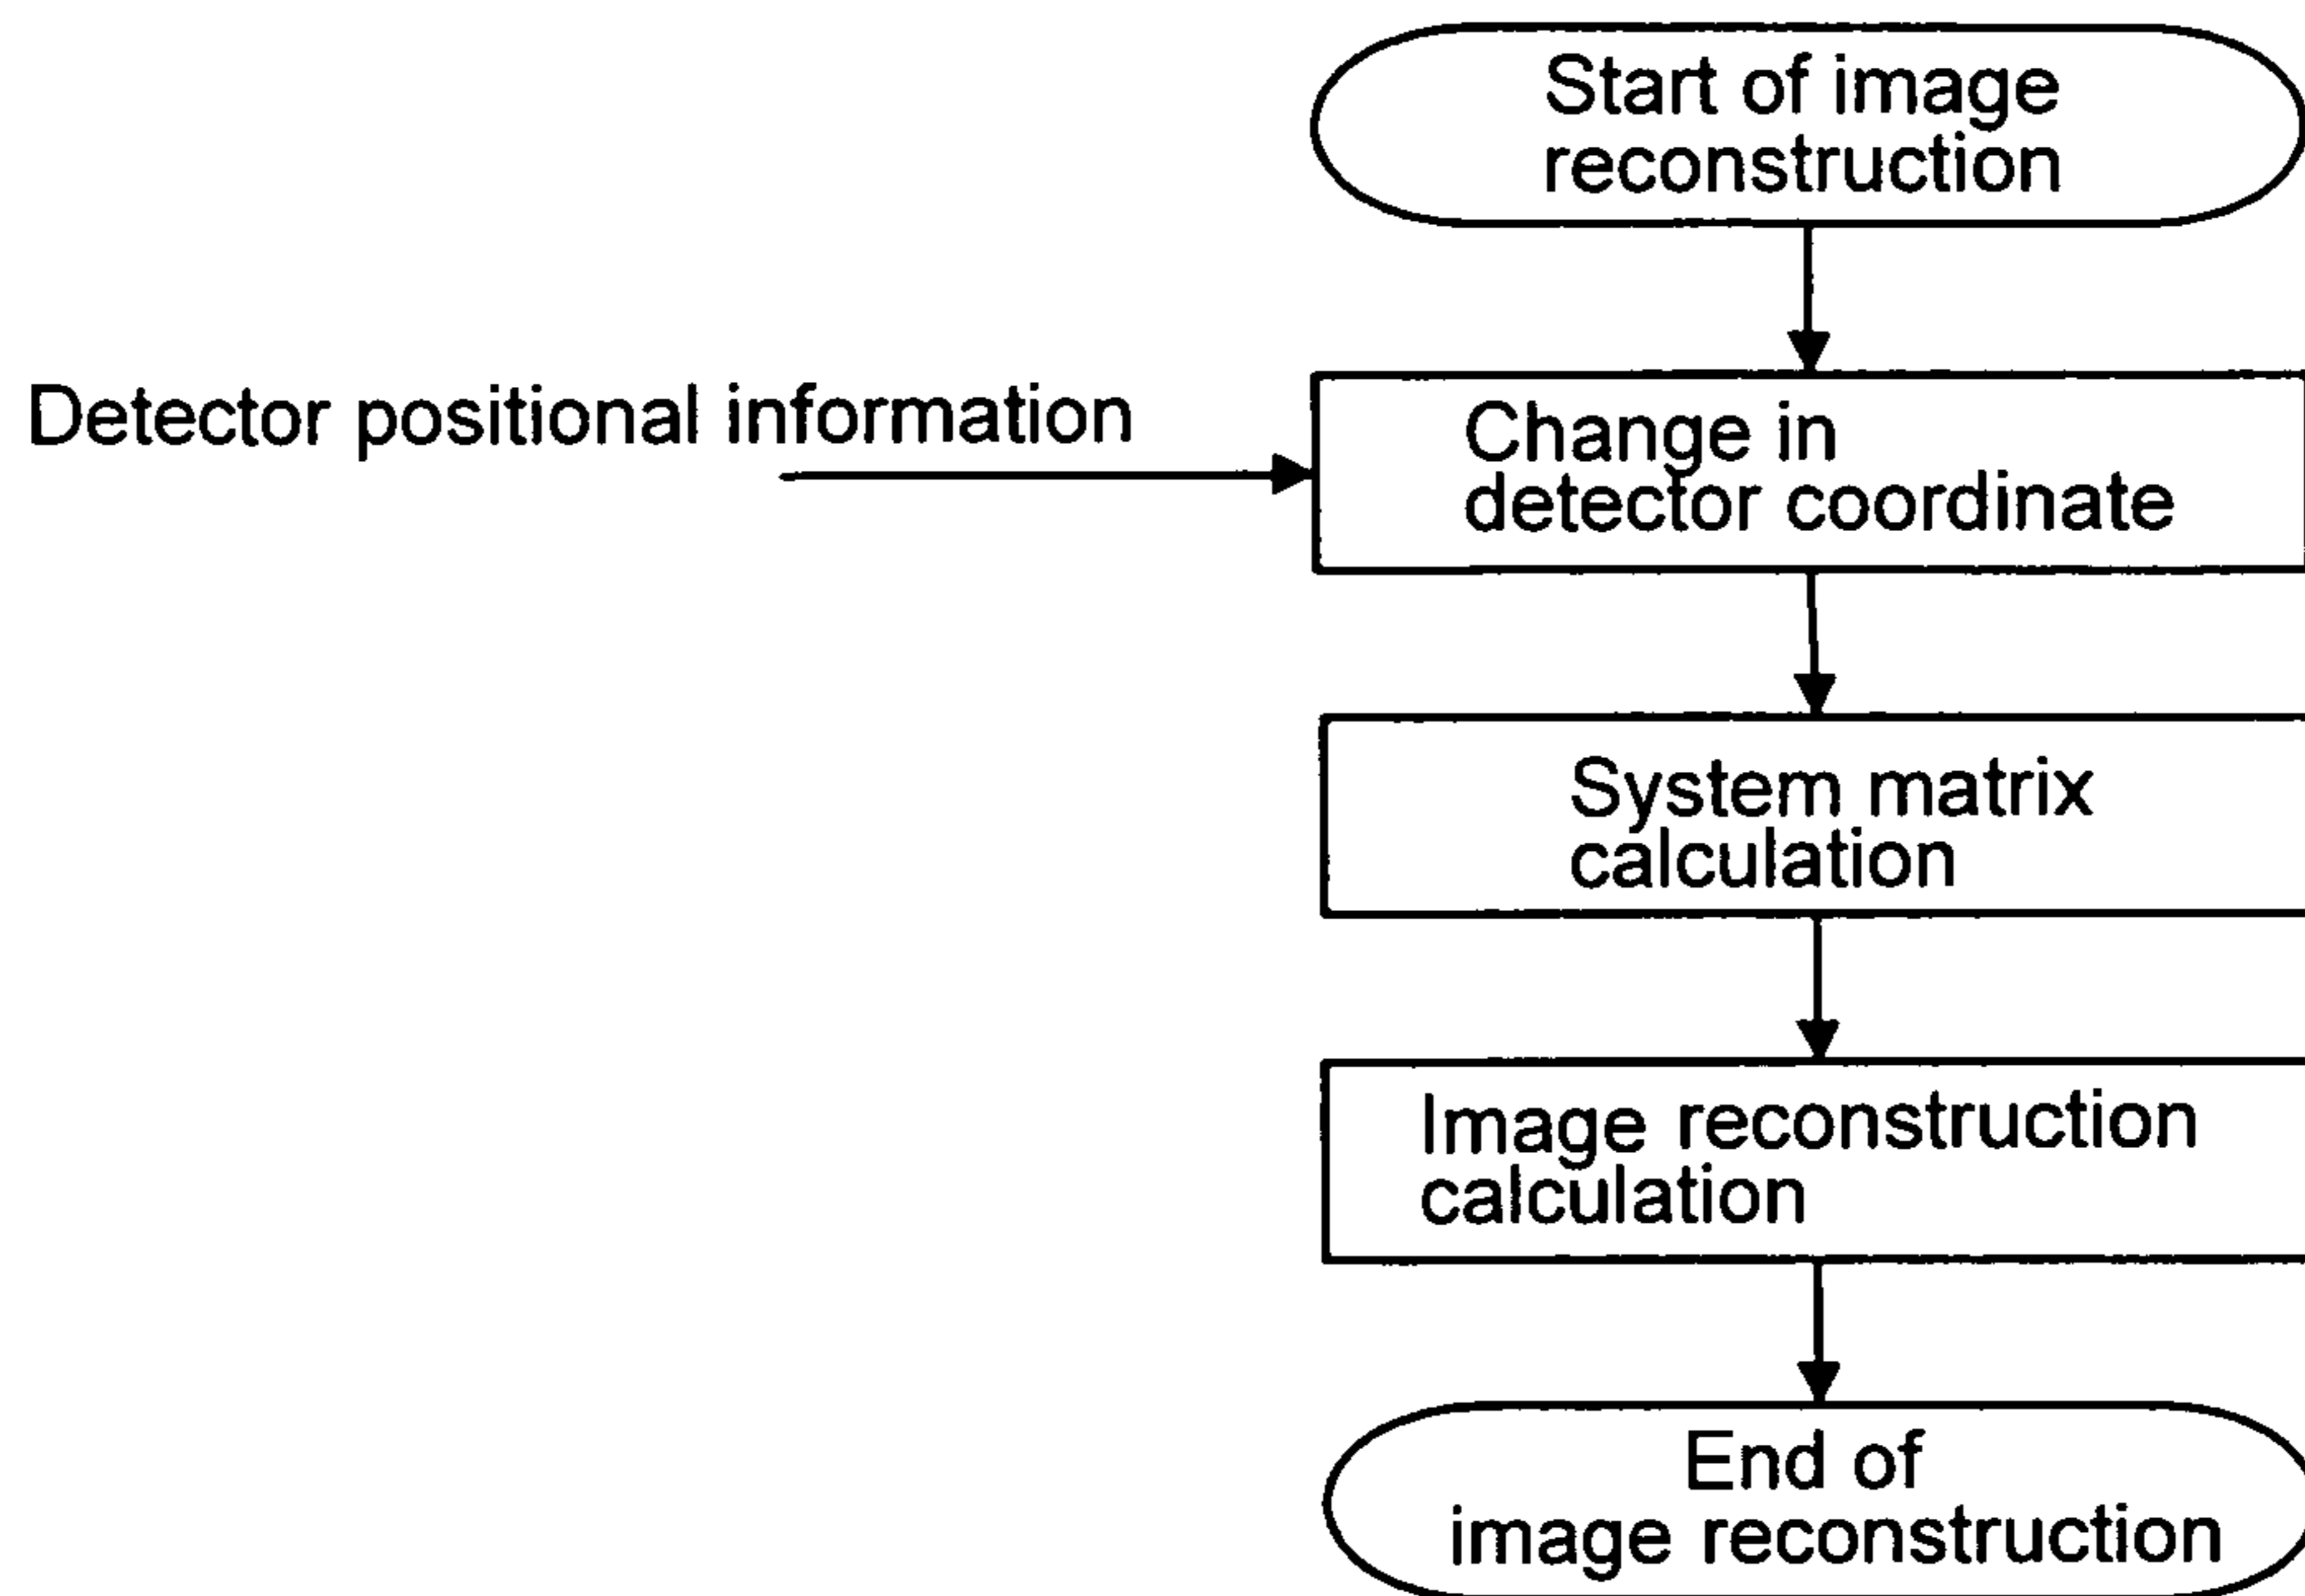 Start of image
reconstruction
Detector positional information
Change in
detector coordinate
System matrix
calculation
Image reconstruction
calculation
End of
image reconstruction